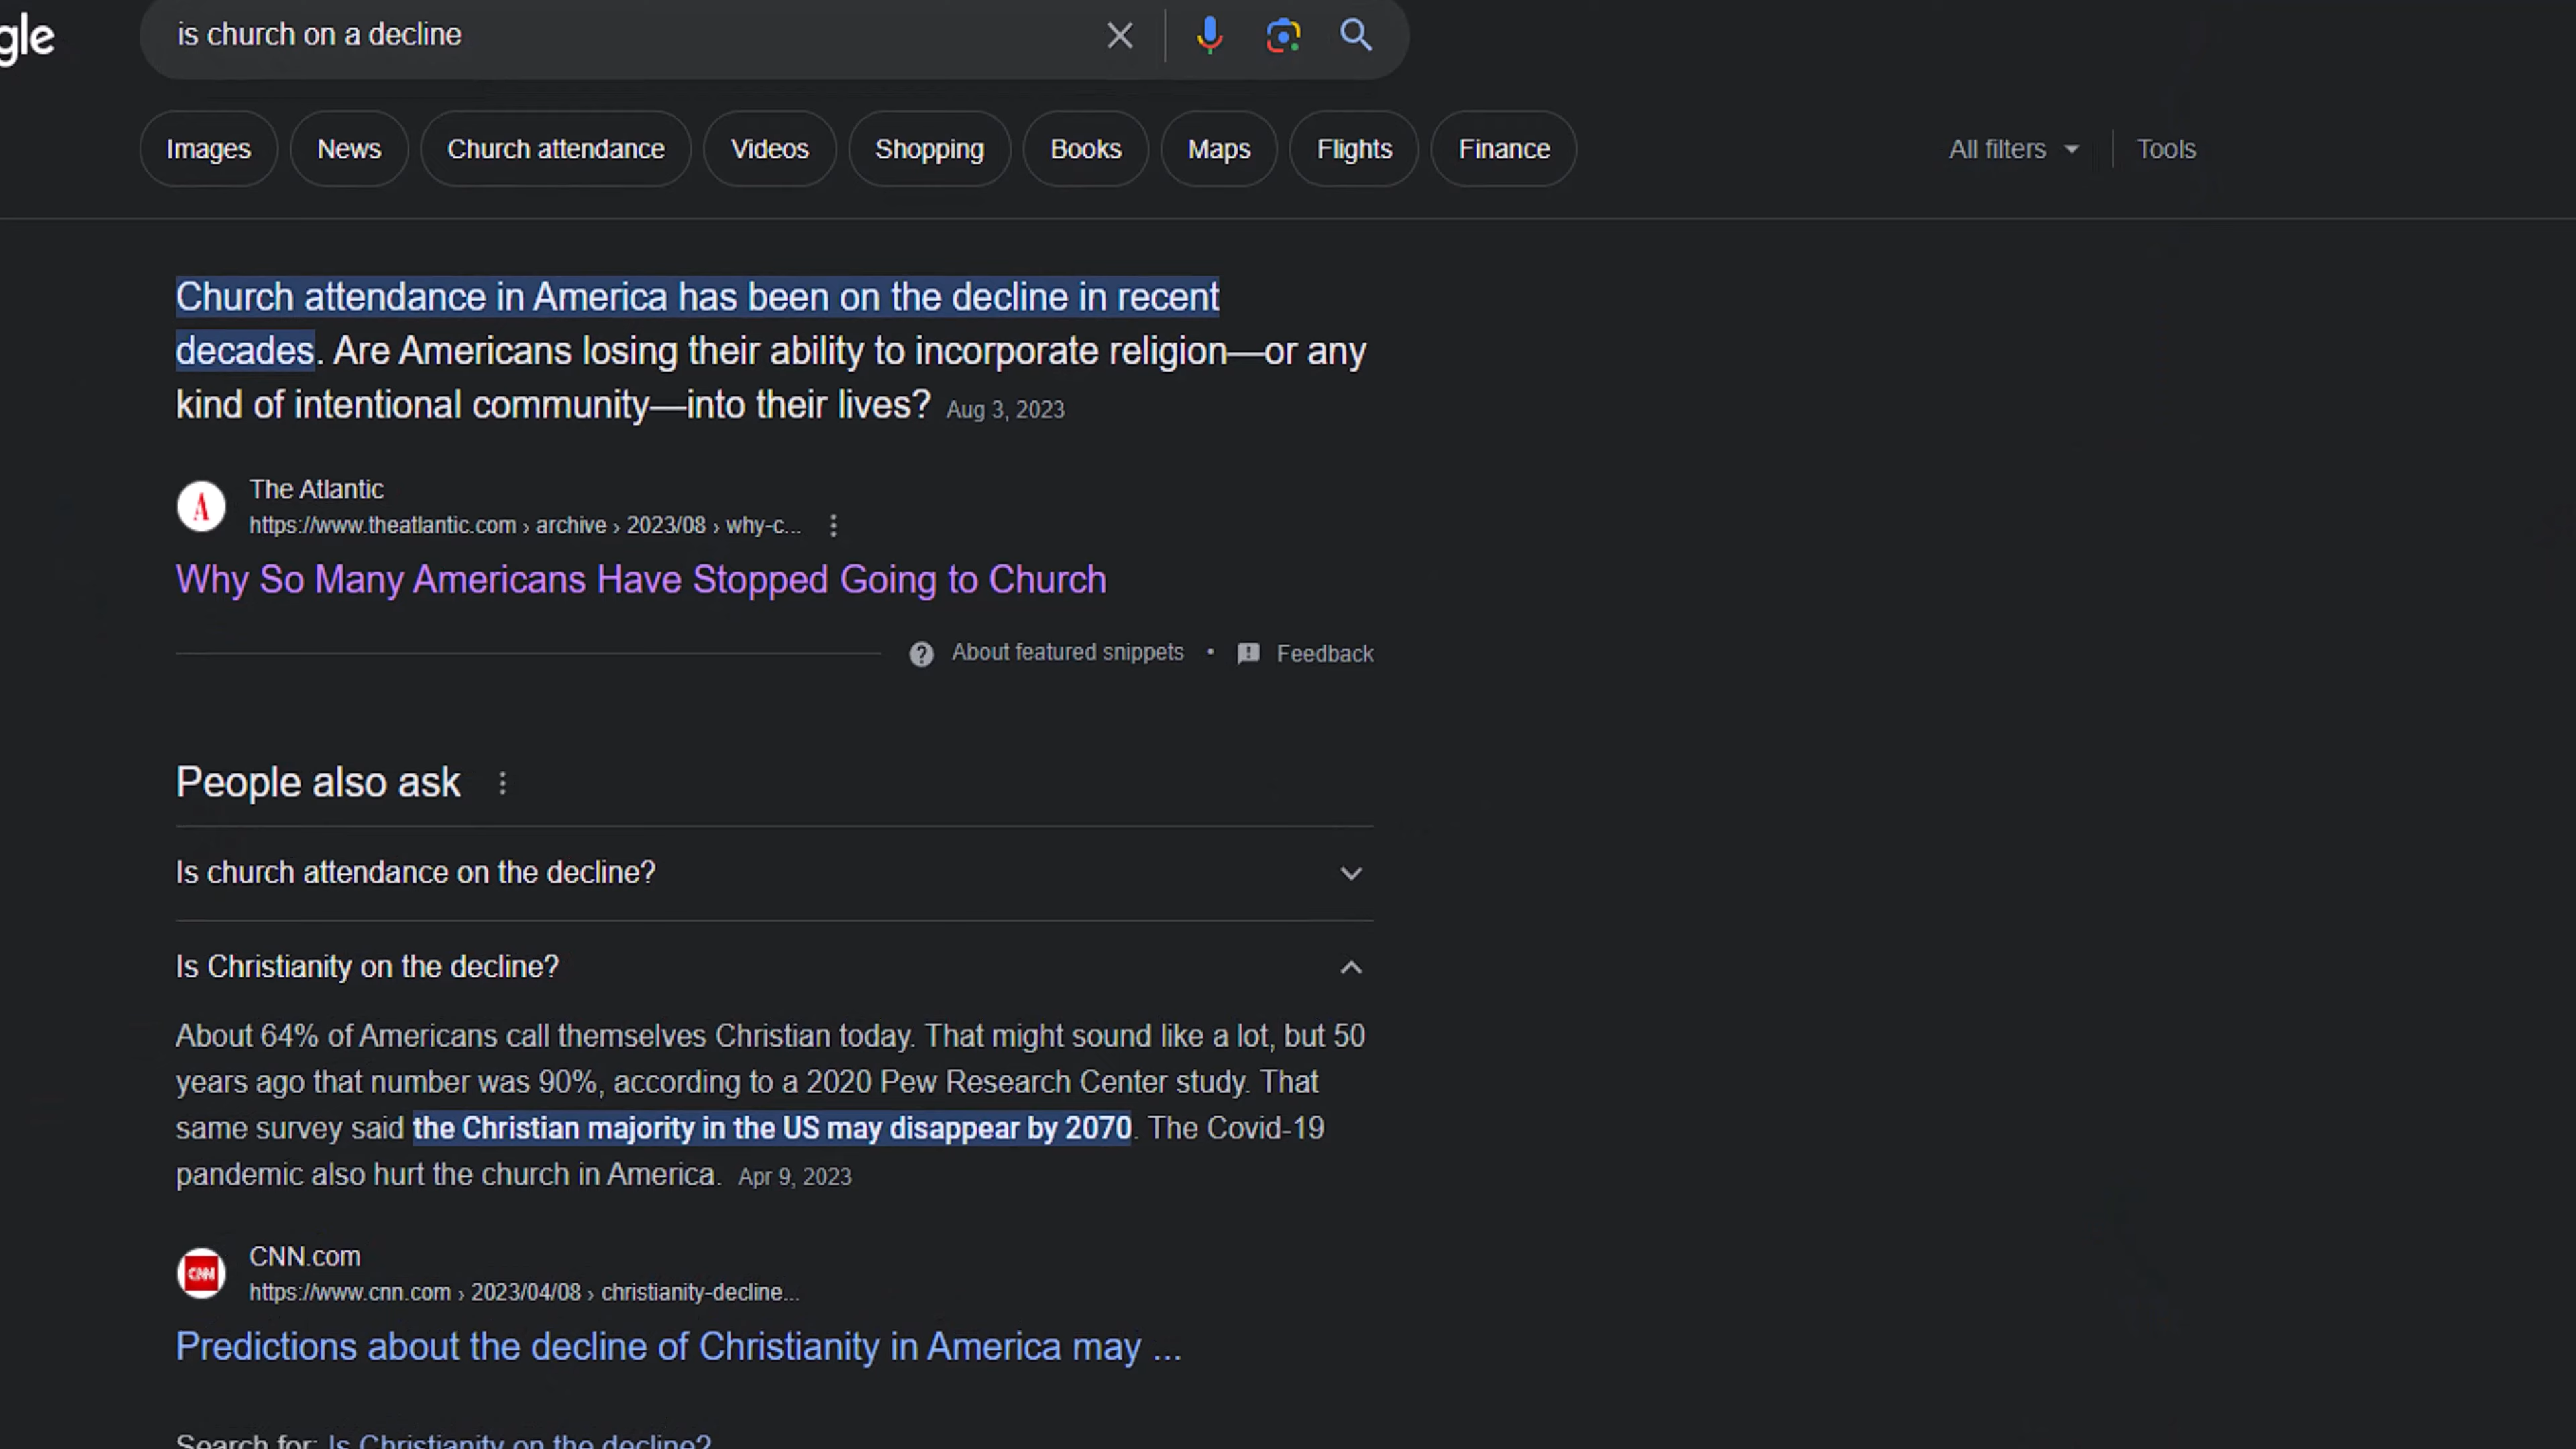 gle
is church on a decline
Images News Church attendance Videos Shopping Books Maps Flights Finance All filters Tools
Church attendance in America has been on the decline in recent
decades. Are Americans losing their ability to incorporate religion—or any
kind of intentional community—into their lives? Aug 3, 2023
The Atlantic
https://www.theatlantic.com › archive › 2023/08 › why-c...
Why So Many Americans Have Stopped Going to Church
About featured snippets • Feedback
People also ask
Is church attendance on the decline?
Is Christianity on the decline?
About 64% of Americans call themselves Christian today. That might sound like a lot, but 50
years ago that number was 90%, according to a 2020 Pew Research Center study. That
same survey said the Christian majority in the US may disappear by 2070. The Covid-19
pandemic also hurt the church in America. Apr 9, 2023
CNN
CNN.com
https://www.cnn.com › 2023/04/08 › christianity-decline...
Predictions about the decline of Christianity in America may ...
Search for: Is Christianity on the decline?